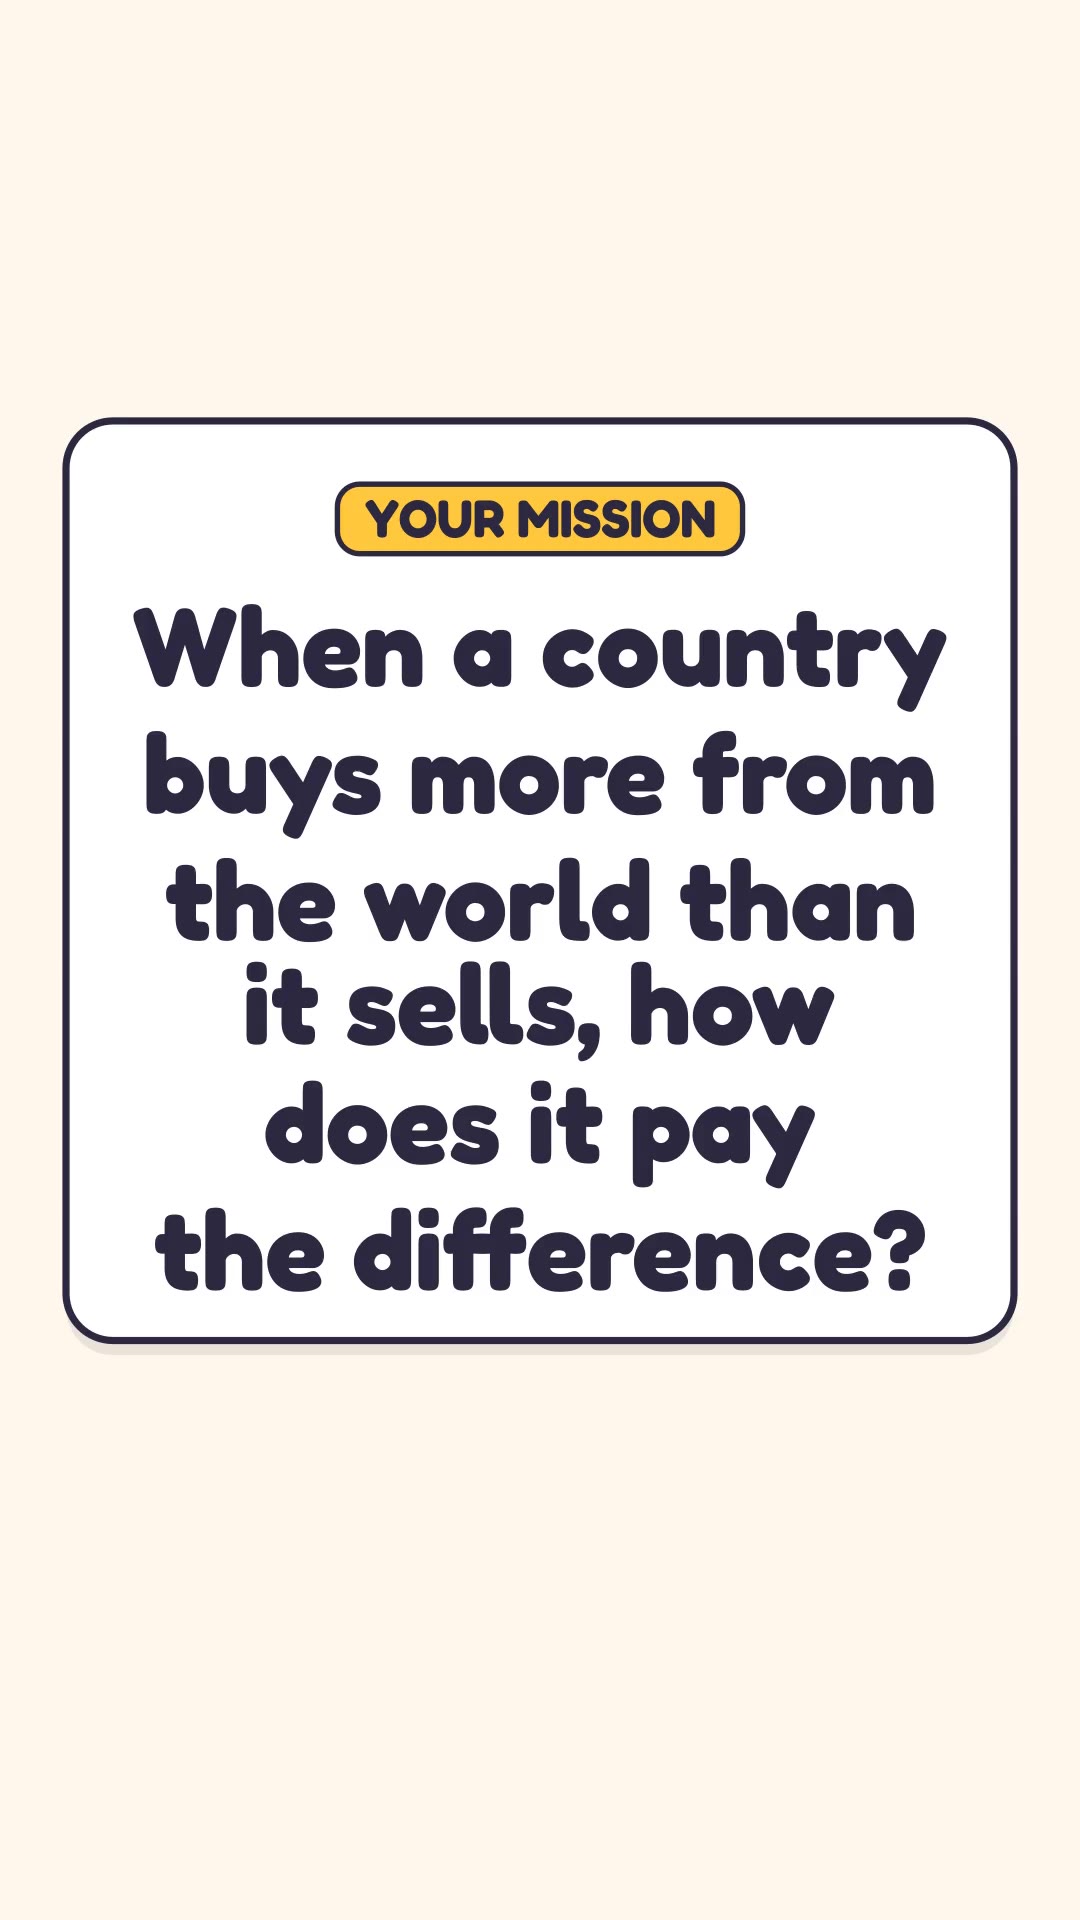 YOUR MISSION
When a country
buys more from
the world than
it sells, how
does it pay
the difference?